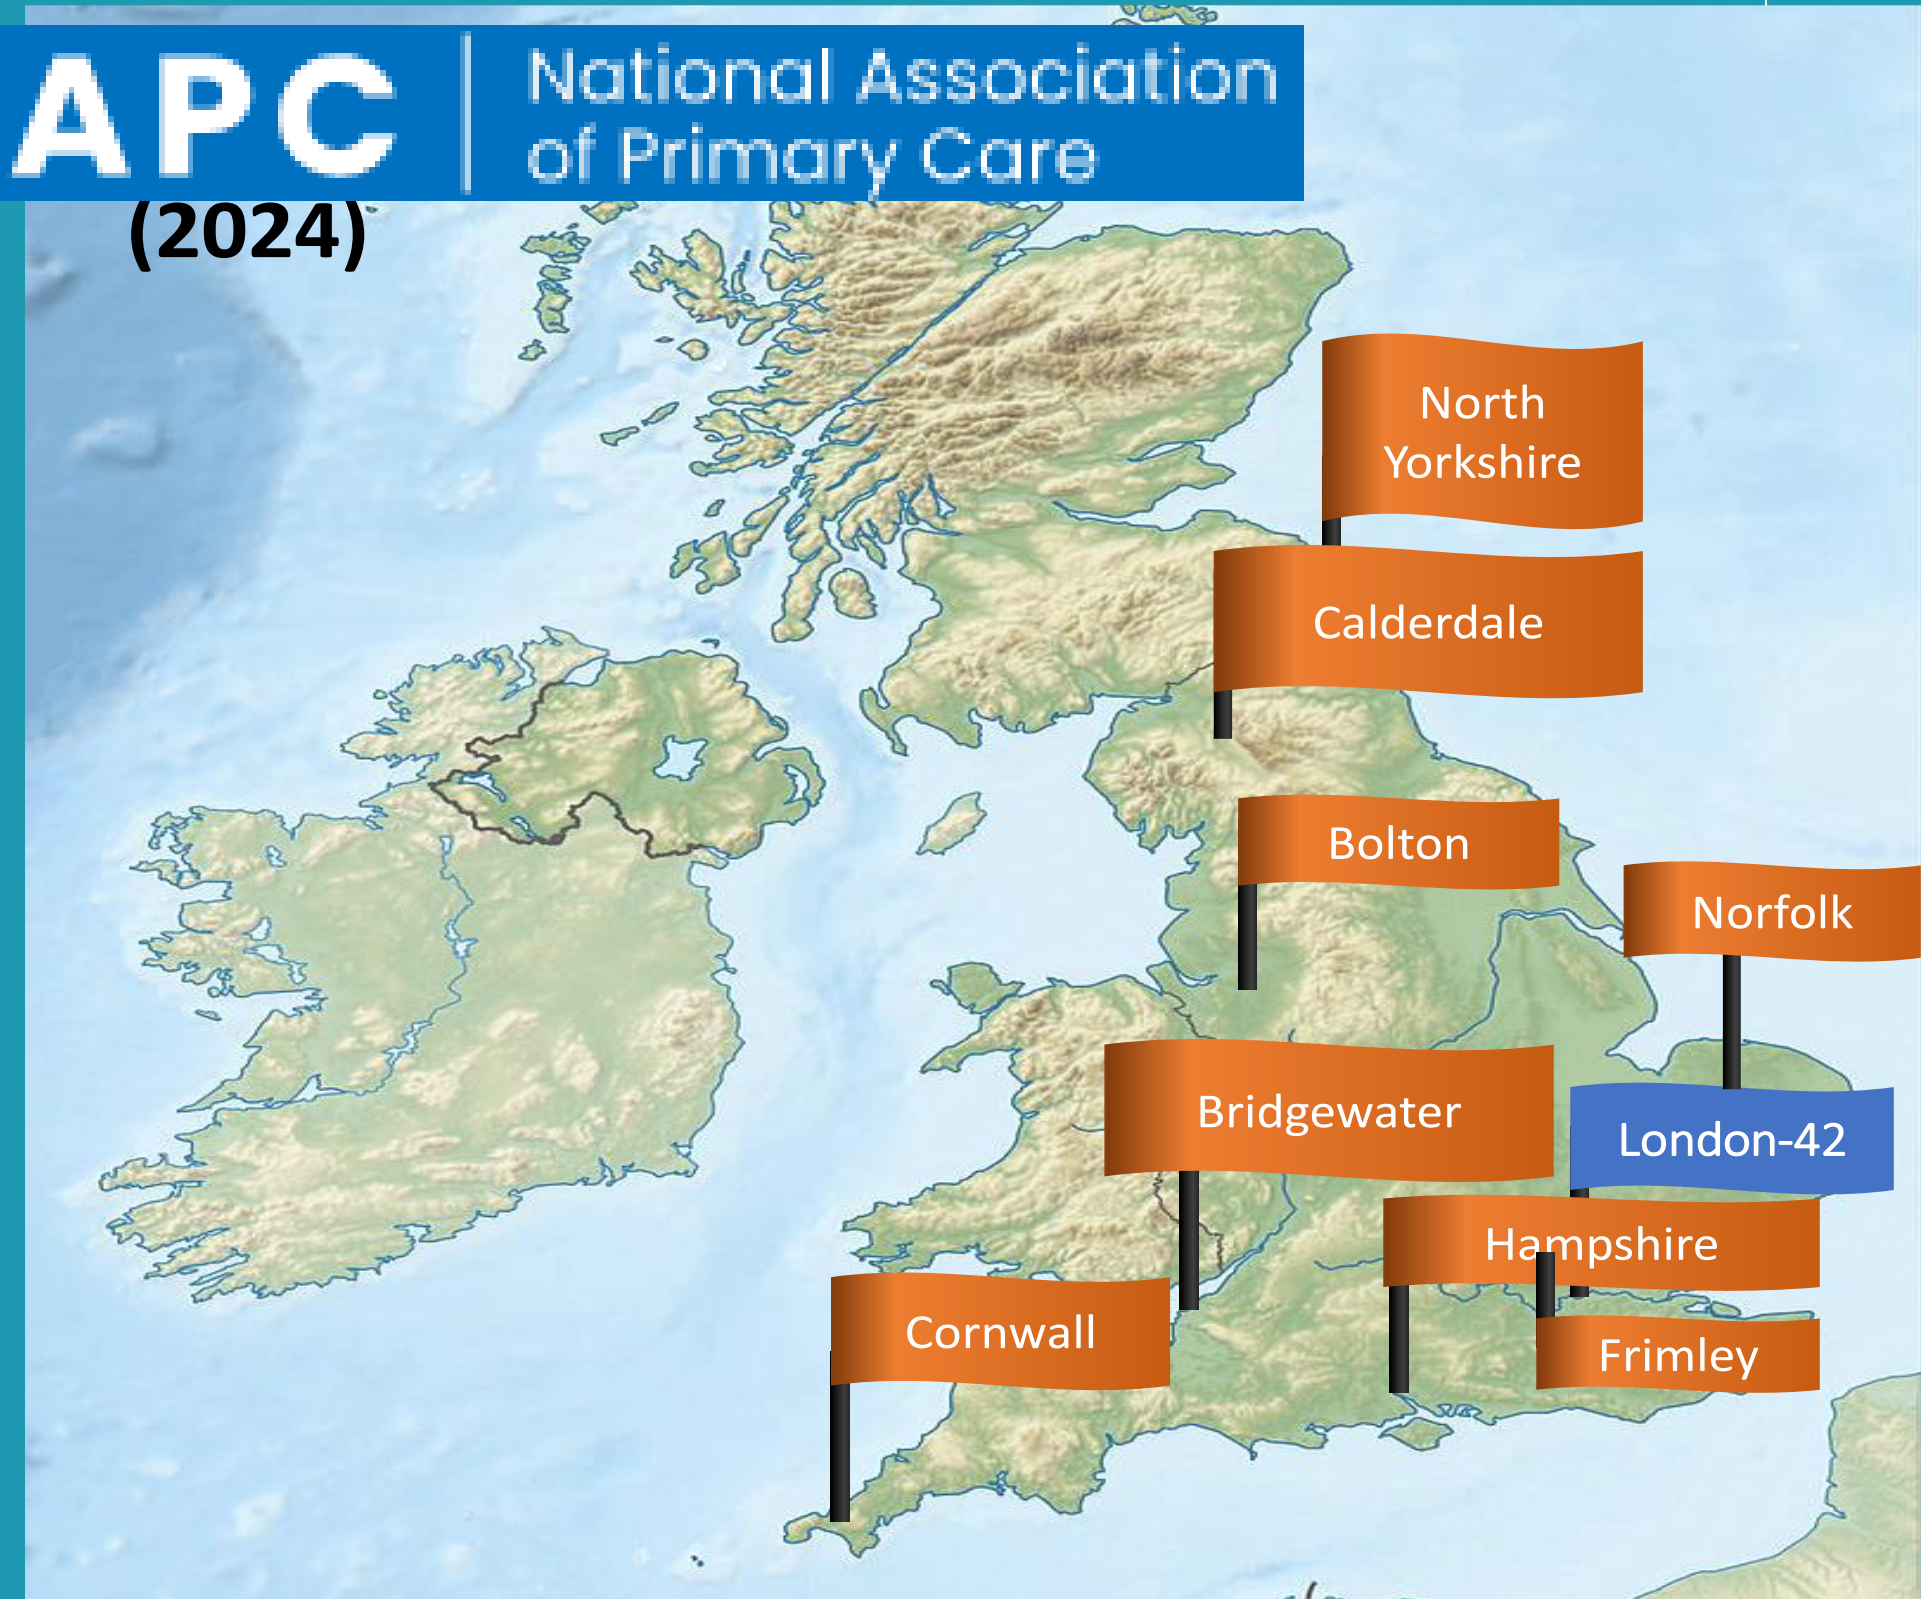 APC
National Association
of Primary Care
(2024)
North
Yorkshire
Calderdale
Bolton
Norfolk
Bridgewater
London-42
Hampshire
Cornwall
Frimley